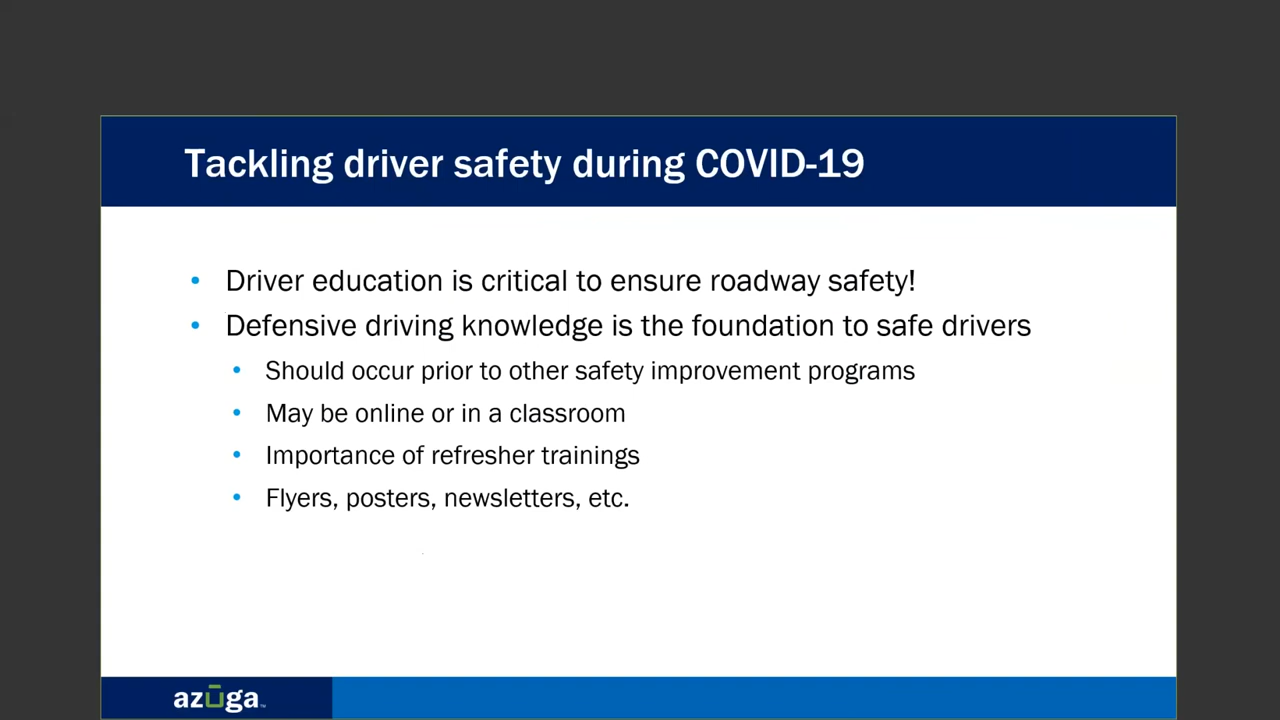 Tackling driver safety during COVID-19
• Driver education is critical to ensure roadway safety!
• Defensive driving knowledge is the foundation to safe drivers
• Should occur prior to other safety improvement programs
• May be online or in a classroom
• Importance of refresher trainings
• Flyers, posters, newsletters, etc.
azūga™